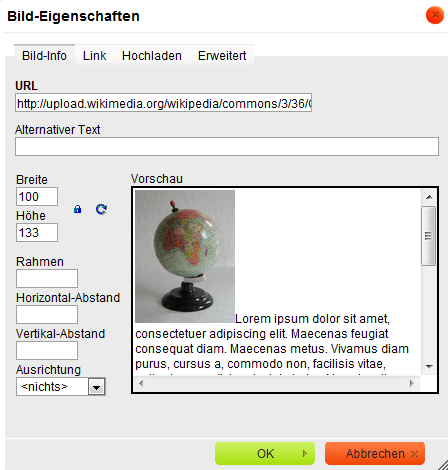 Bild-Eigenschaften
Bild-Info Link Hochladen Erweitert
URL
http://upload.wikimedia.org/wikipedia/commons/3/36/
Alternativer Text
Breite
100
Höhe
133
Rahmen
Horizontal-Abstand
Vertikal-Abstand
Ausrichtung
<nichts>
Vorschau
Lorem ipsum dolor sit amet,
consectetuer adipiscing elit. Maecenas feugiat
consequat diam. Maecenas metus. Vivamus diam
purus, cursus a, commodo non, facilisis vitae,
OK
Abbrechen